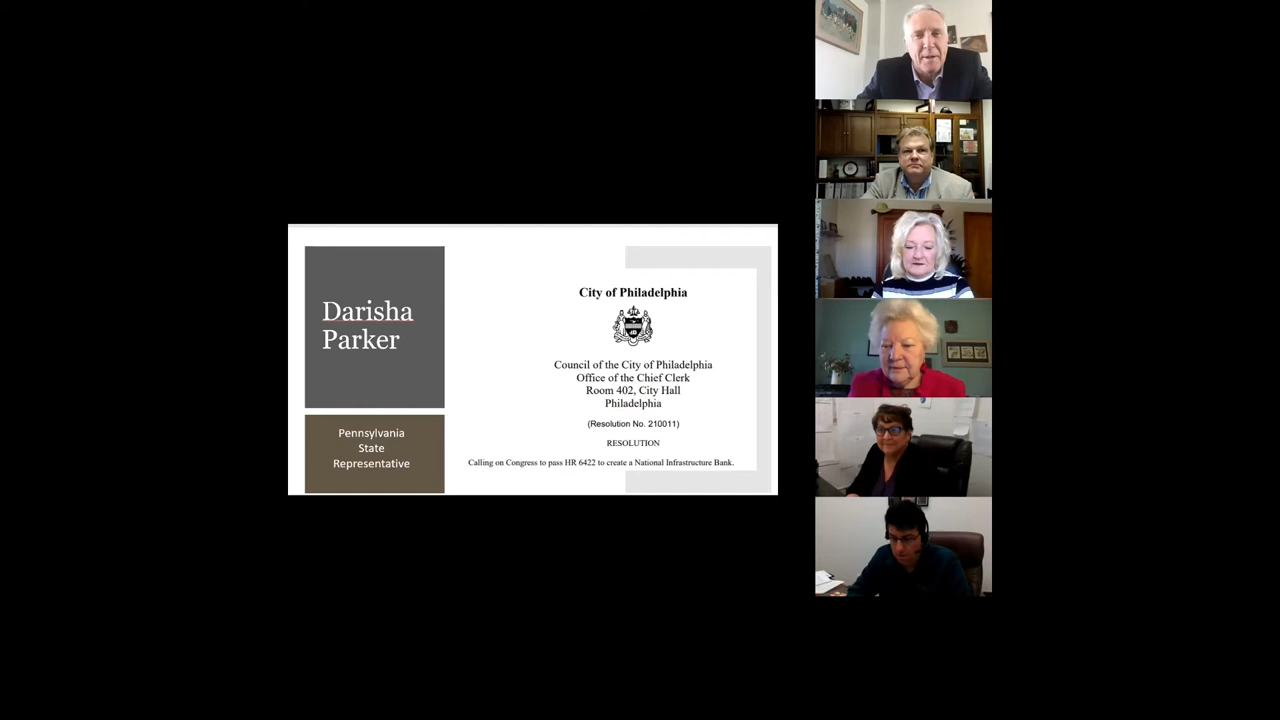 Darisha
Parker
Pennsylvania
State
Representative
City of Philadelphia
Council of the City of Philadelphia
Office of the Chief Clerk
Room 402, City Hall
Philadelphia
(Resolution No. 210011)
RESOLUTION
Calling on Congress to pass HR 6422 to create a National Infrastructure Bank.